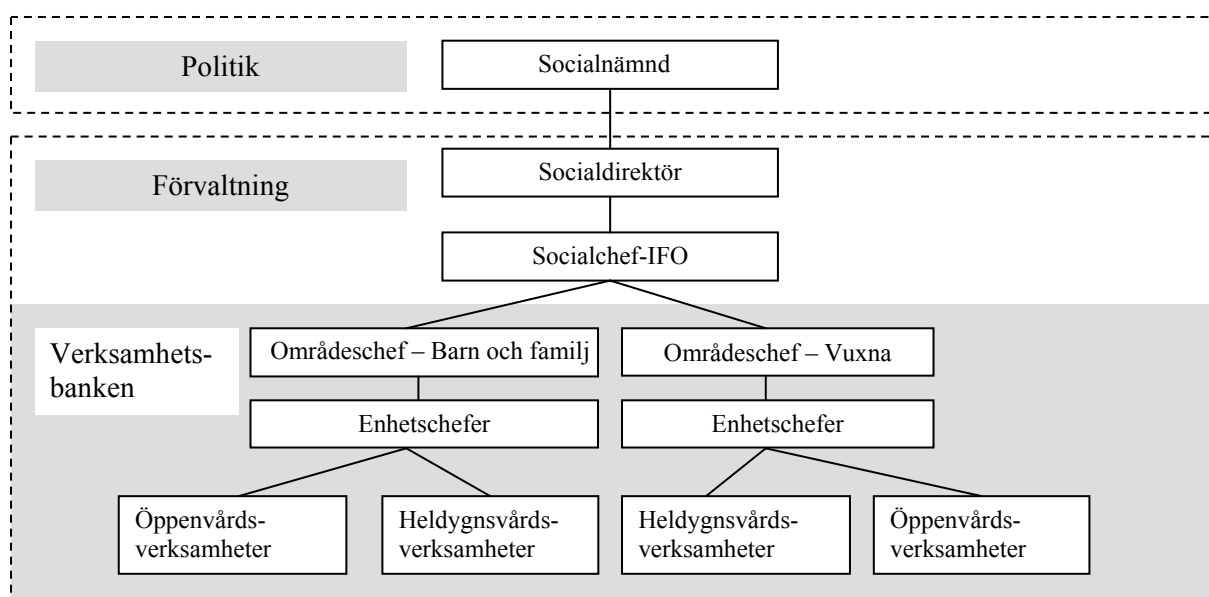 Politik
Socialnämnd
Förvaltning
Socialdirektör
Socialchef-IFO
Verksamhets-
banken
Områdeschef – Barn och familj
Områdeschef – Vuxna
Enhetschefer
Enhetschefer
Öppenvårds-
verksamheter
Heldygnsvårds-
verksamheter
Heldygnsvårds-
verksamheter
Öppenvårds-
verksamheter